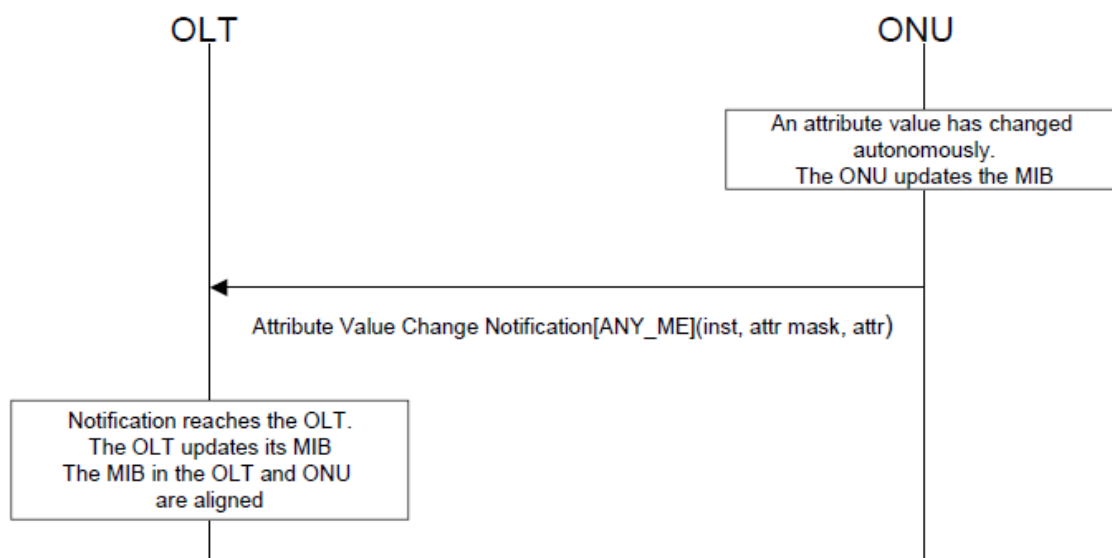 OLT
ONU
An attribute value has changed
autonomously.
The ONU updates the MIB
Attribute Value Change Notification[ANY_ME](inst, attr mask, attr)
Notification reaches the OLT.
The OLT updates its MIB
The MIB in the OLT and ONU
are aligned